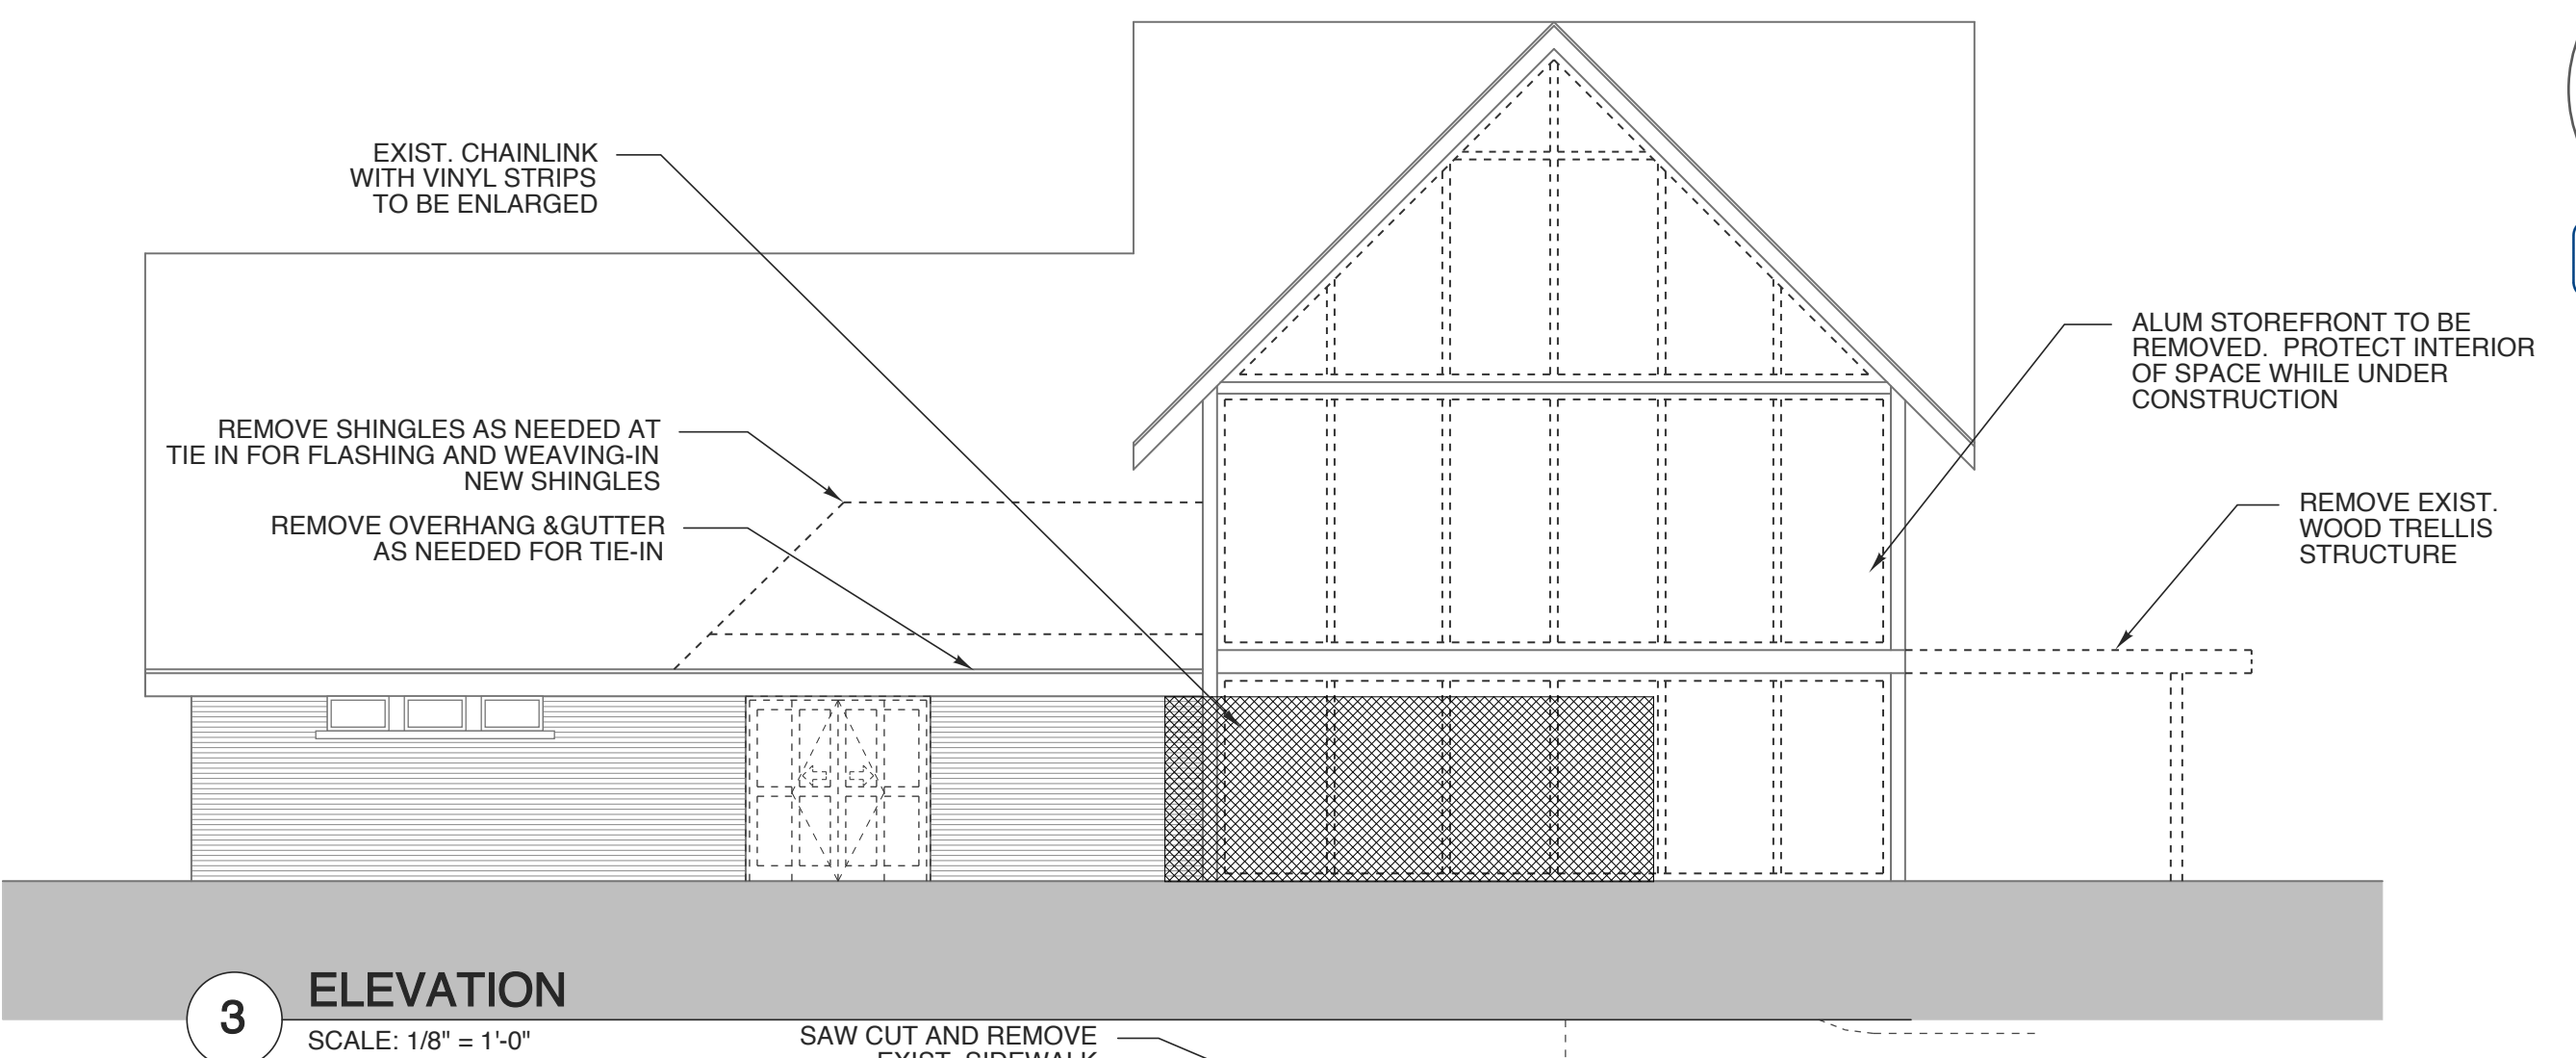 EXIST. CHAINLINK
WITH VINYL STRIPS
TO BE ENLARGED
ALUM STOREFRONT TO BE
REMOVED.  PROTECT INTERIOR
OF SPACE WHILE UNDER
CONSTRUCTION
REMOVE SHINGLES AS NEEDED AT
TIE IN FOR FLASHING AND WEAVING-IN
NEW SHINGLES
REMOVE OVERHANG &GUTTER
AS NEEDED FOR TIE-IN
REMOVE EXIST.
WOOD TRELLIS
STRUCTURE
3
ELEVATION
SCALE: 1/8" = 1'-0"
SAW CUT AND REMOVE
EXIST. SIDEWALK